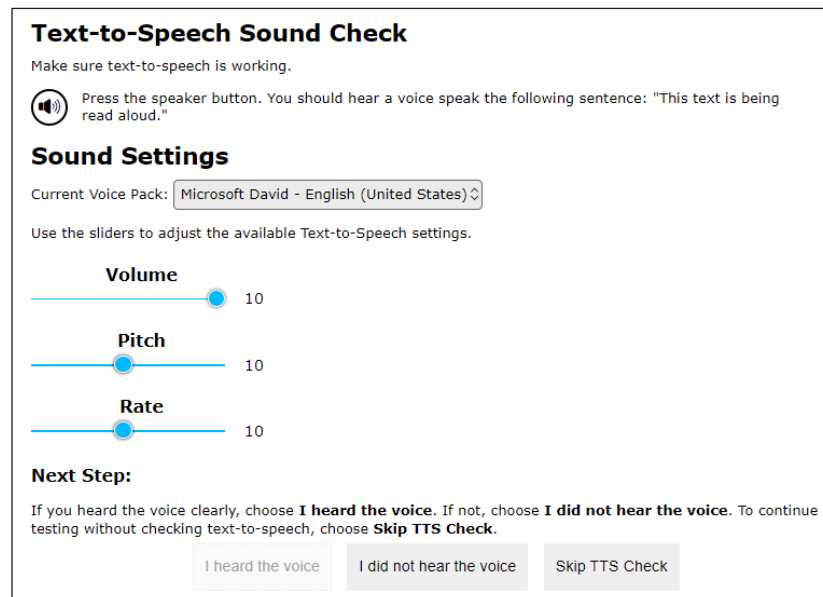 Text-to-Speech Sound Check
Make sure text-to-speech is working.
Press the speaker button. You should hear a voice speak the following sentence: "This text is being
read aloud."
Sound Settings
Current Voice Pack: Microsoft David - English (United States)
Use the sliders to adjust the available Text-to-Speech settings.
Volume
10
Pitch
10
Rate
10
Next Step:
If you heard the voice clearly, choose I heard the voice. If not, choose I did not hear the voice. To continue
testing without checking text-to-speech, choose Skip TTS Check.
I heard the voice I did not hear the voice Skip TTS Check